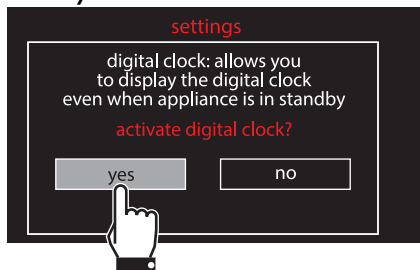 settings
digital clock: allows you
to display the digital clock
even when appliance is in standby
activate digital clock?
yes
no